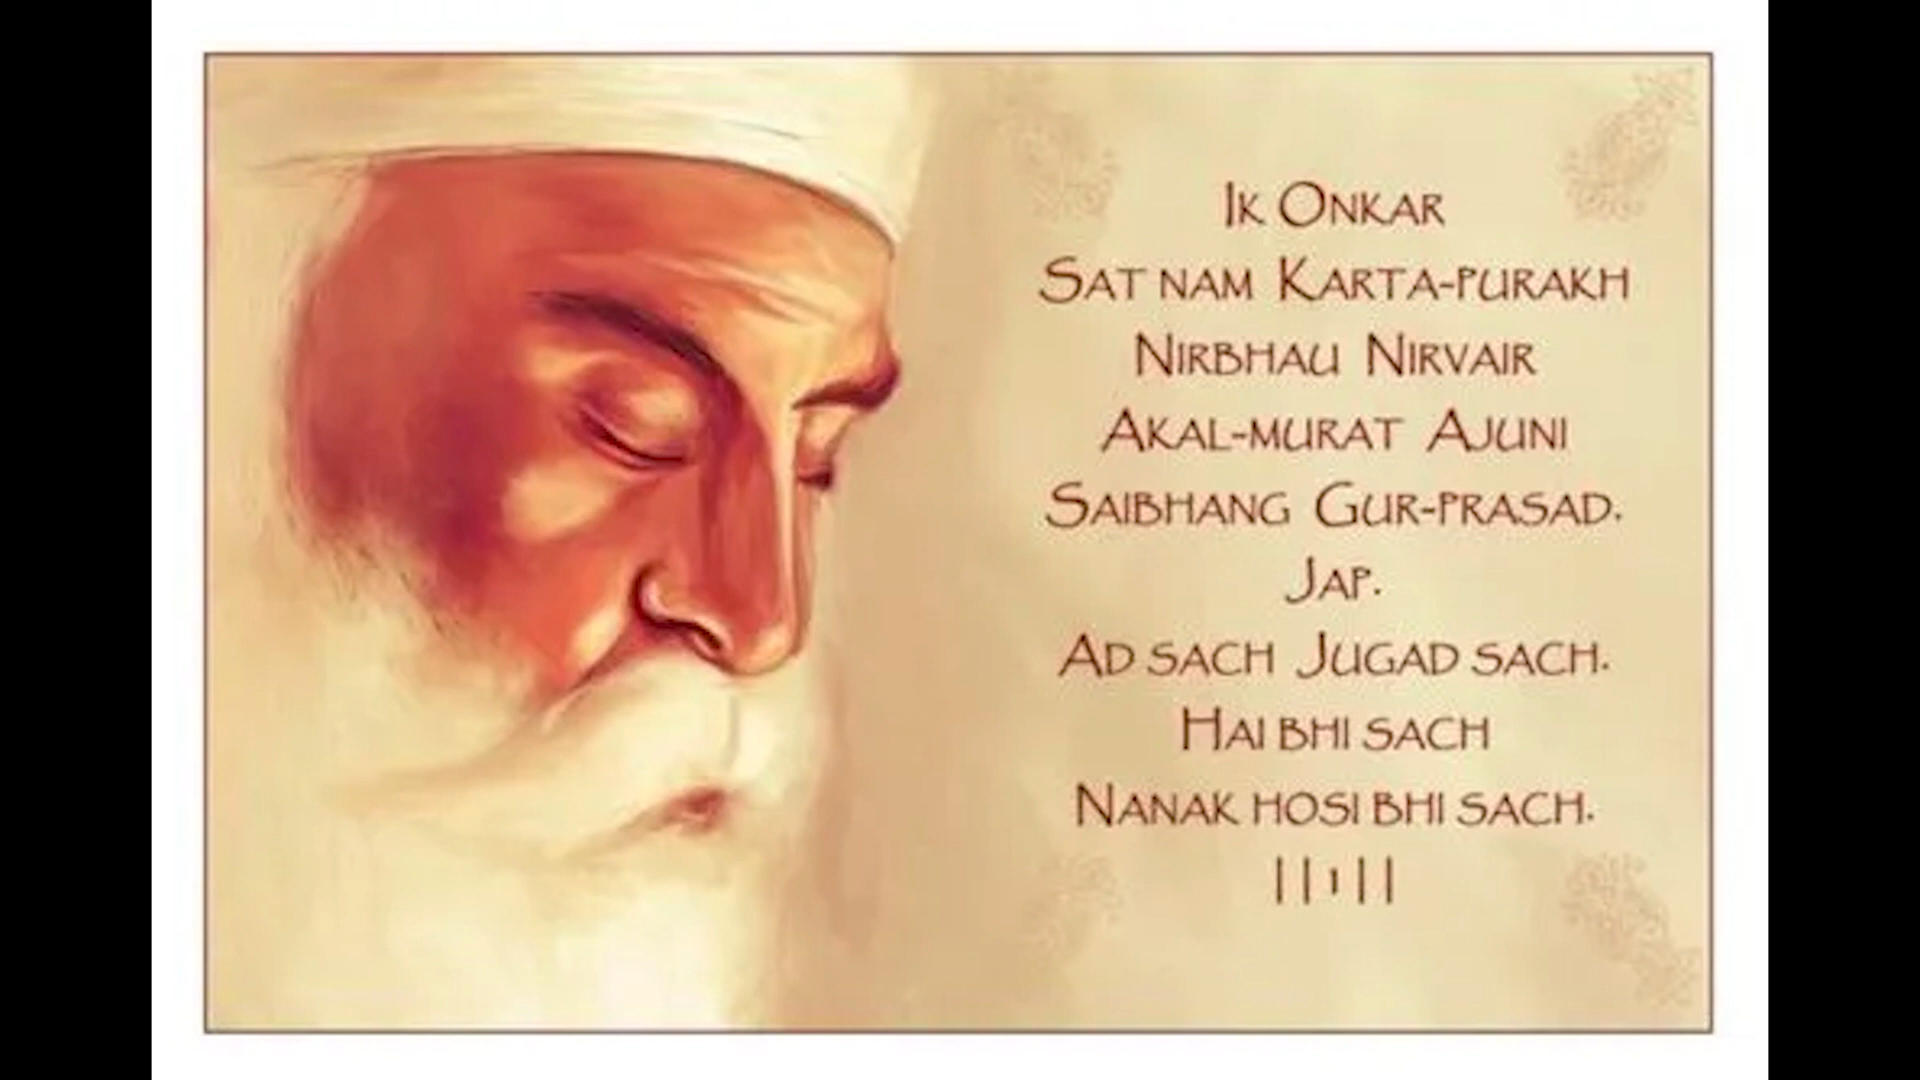 Ik Onkar
Sat nam Karta-purakh
Nirbhau Nirvair
Akal-murat Ajuni
Saibhang Gur-prasad.
Jap.
Ad sach Jugad sach.
Hai bhi sach
Nanak hosi bhi sach.
||1||